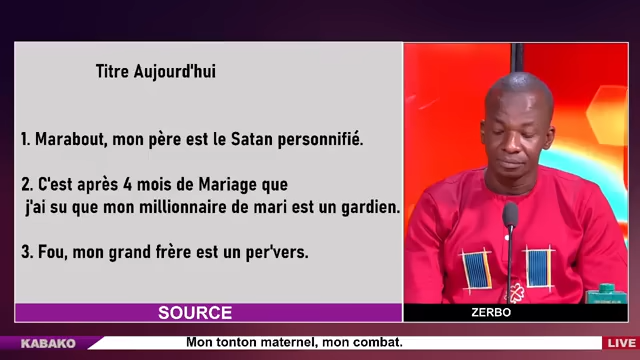 Titre Aujourd'hui
1. Marabout, mon père est le Satan personnifié.
2. C'est après 4 mois de Mariage que
j'ai su que mon millionnaire de mari est un gardien.
3. Fou, mon grand frère est un per'vers.
SOURCE
ZERBO
KABAKO
Mon tonton maternel, mon combat.
LIVE